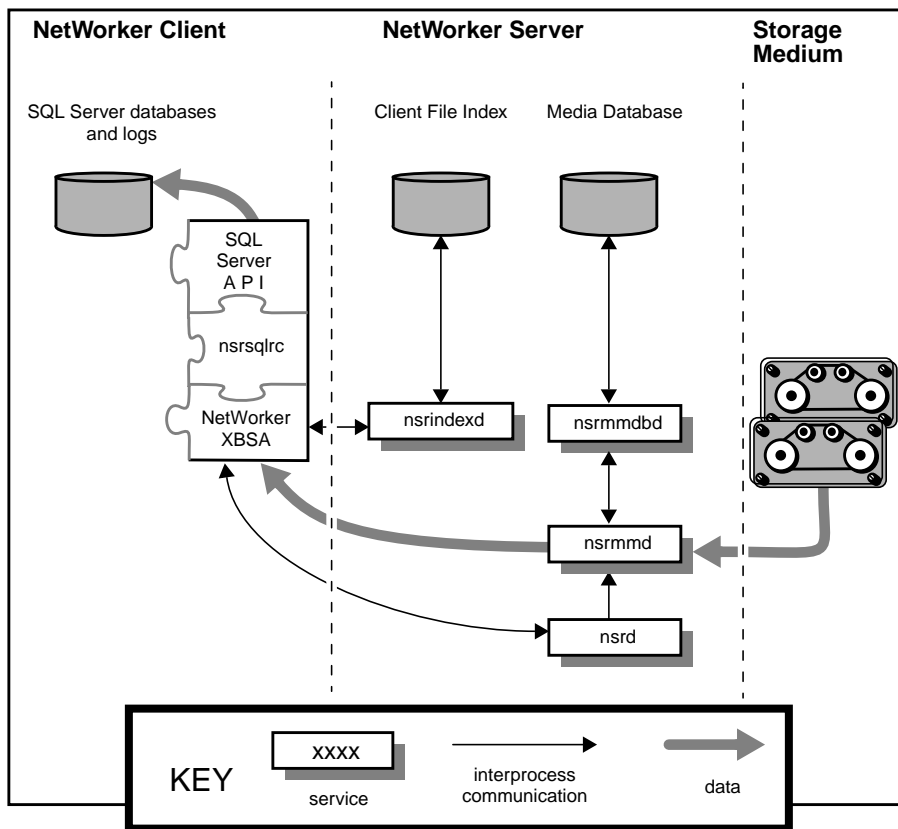 NetWorker Client
NetWorker Server
Storage
Medium
SQL Server databases
and logs
Client File Index
Media Database
SQL
Server
A P I
nsrsqlrc
NetWorker
XBSA
nsrindexd
nsrmmdbd
nsrmmd
nsrd
KEY
xxxx
service
interprocess
communication
data